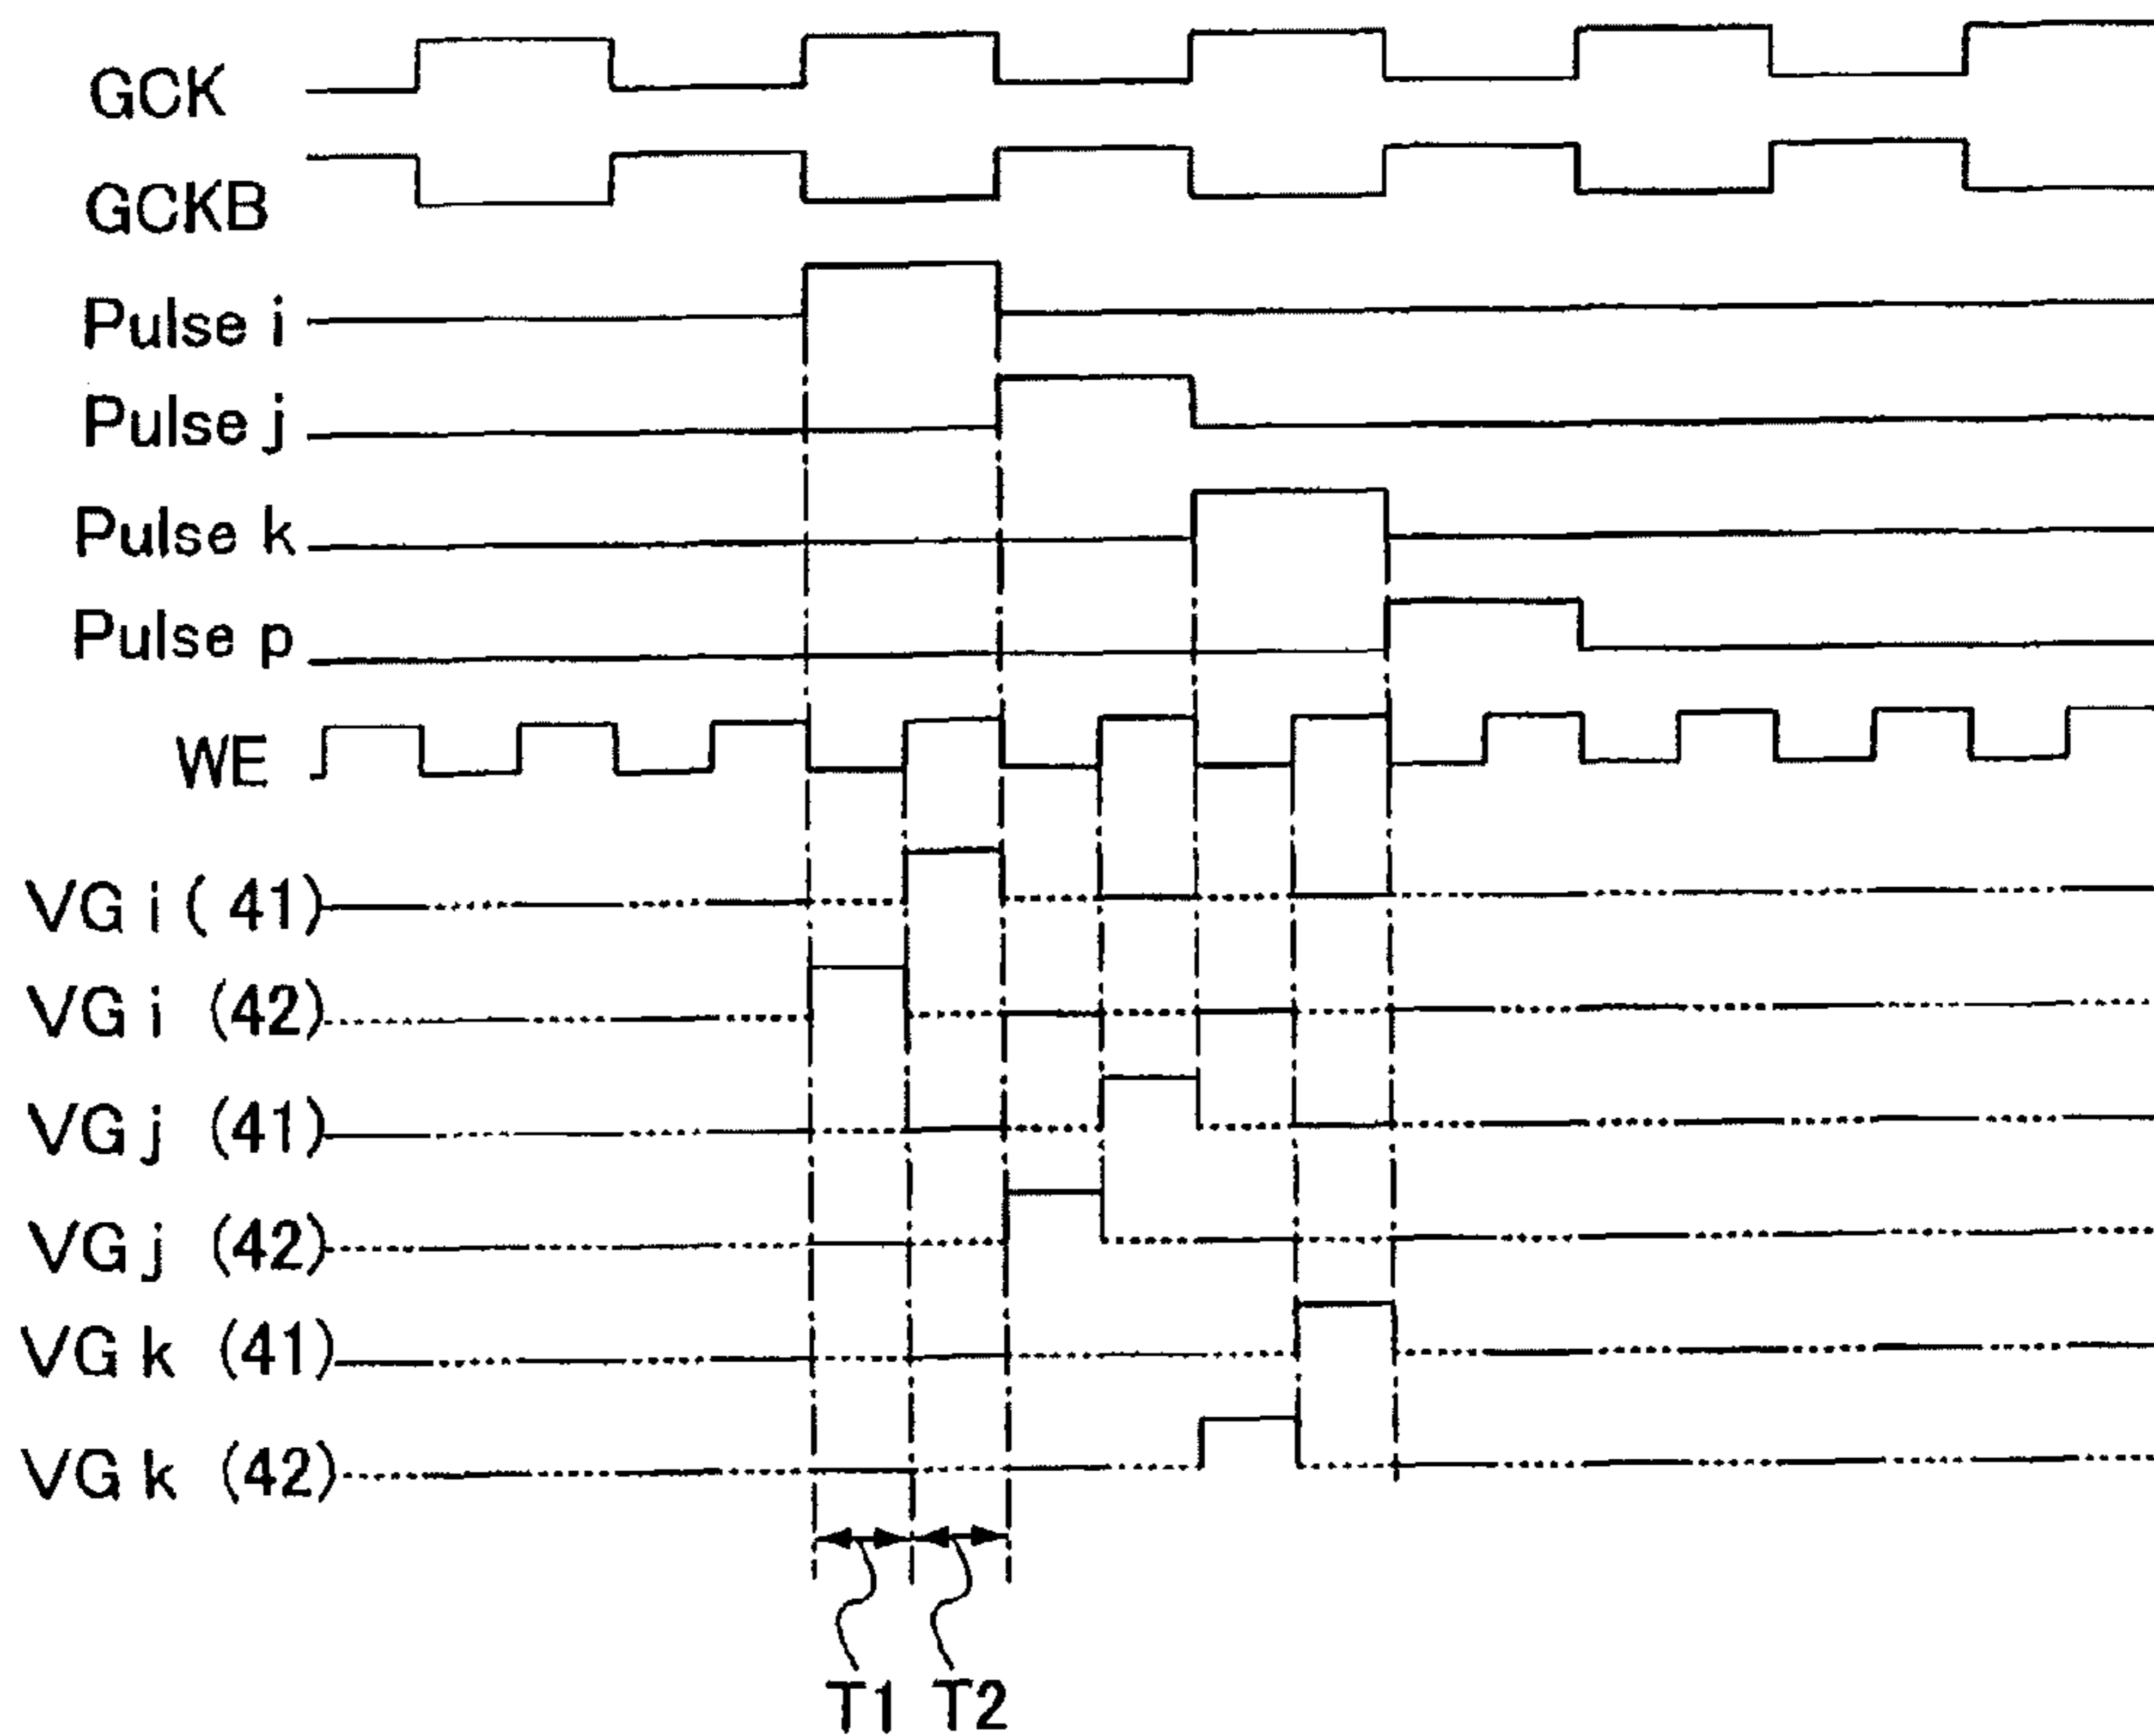 GCK
GCKB
Pulse i
Pulse j
Pulse k
Pulse p
WE
VG i ( 41)
VG i (42)
VG j (41)
VG j (42)
VG k (41)
VG k (42)
T1 T2